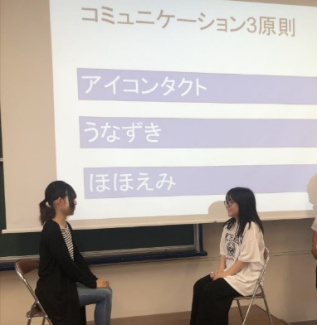 コミュニケーション3原則
アイコンタクト
うなずき
ほほえみ